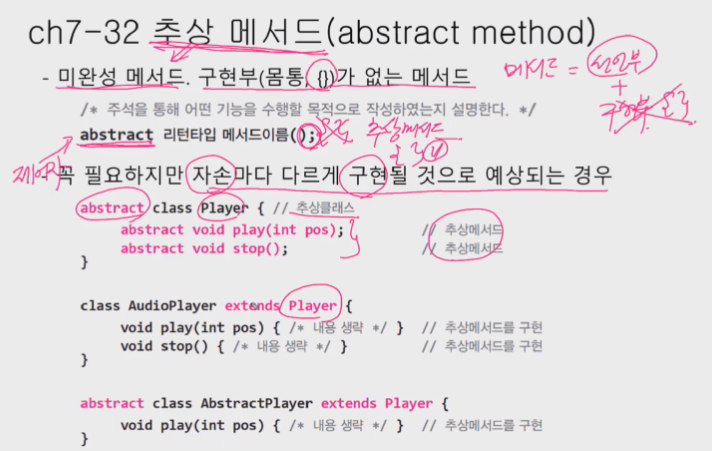 ch7-32 추상 메서드(abstract method)
- 미완성 메서드. 구현부(몸통, {})가 없는 메서드
메서드 = 선언부
+
구현부
/* 주석을 통해 어떤 기능을 수행할 목적으로 작성하였는지 설명한다. */
abstract 리턴타입 메서드이름(); 추상메서드
제어자
꼭 필요하지만 자손마다 다르게 구현될 것으로 예상되는 경우
abstract class Player { // 추상클래스
abstract void play(int pos); // 추상메서드
abstract void stop(); // 추상메서드
}
class AudioPlayer extends Player {
void play(int pos) { /* 내용 생략 */ } // 추상메서드를 구현
void stop() { /* 내용 생략 */ } // 추상메서드를 구현
}
abstract class AbstractPlayer extends Player {
void play(int pos) { /* 내용 생략 */ } // 추상메서드를 구현
}